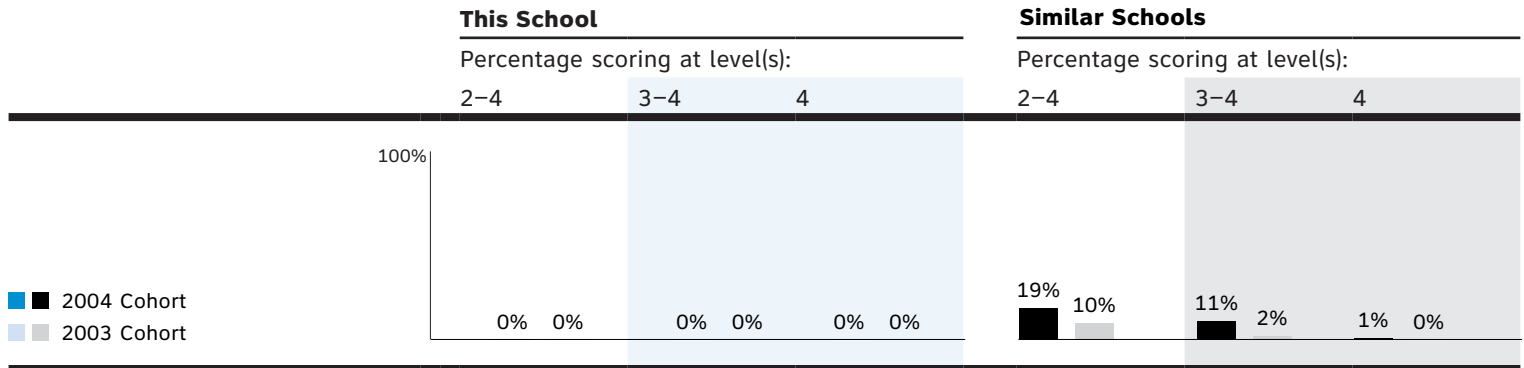 This School Similar Schools
Percentage scoring at level(s): Percentage scoring at level(s):
2–4 3–4 4 2–4 3–4 4
100%
19% 10% 11% 2% 1% 0%
0% 0% 0% 0% 0% 0%
2004 Cohort
2003 Cohort